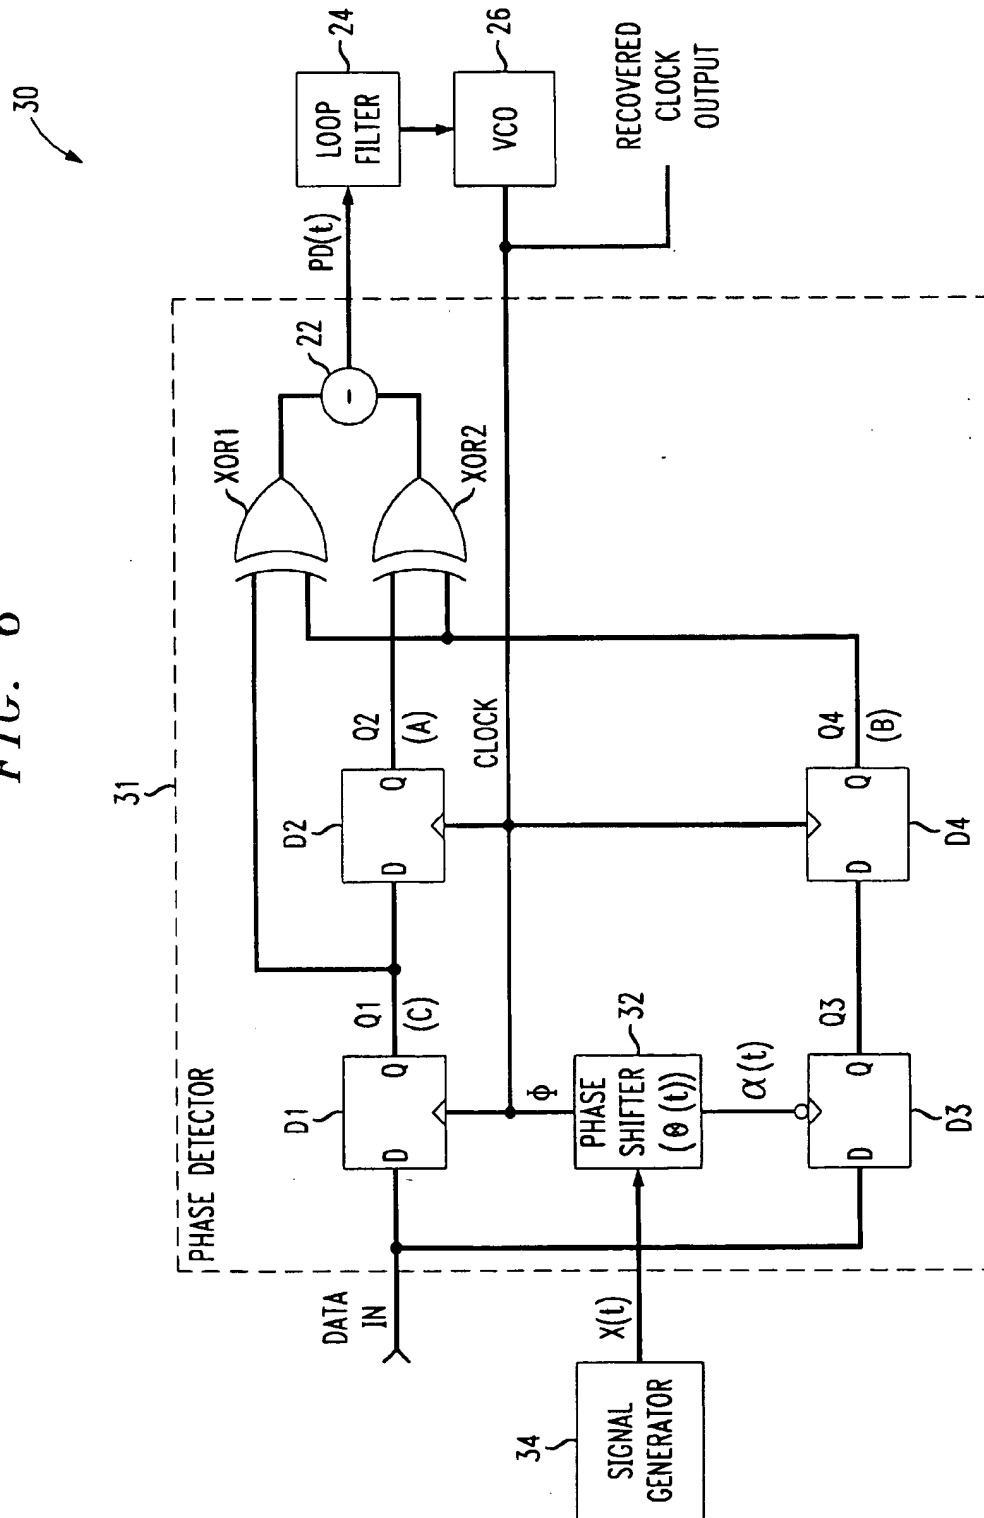 FIG. 6
30
31
PHASE DETECTOR
DATA
IN
D1
D
Q
Q1
(C)
D2
D
Q
Q2
(A)
XOR1
XOR2
22
-
PD(t)
LOOP
FILTER
24
VCO
26
RECOVERED
CLOCK
OUTPUT
CLOCK
Φ
PHASE
SHIFTER
(Θ(t))
32
α(t)
SIGNAL
GENERATOR
34
X(t)
D
Q
D3
Q3
D
Q
D4
Q4
(B)